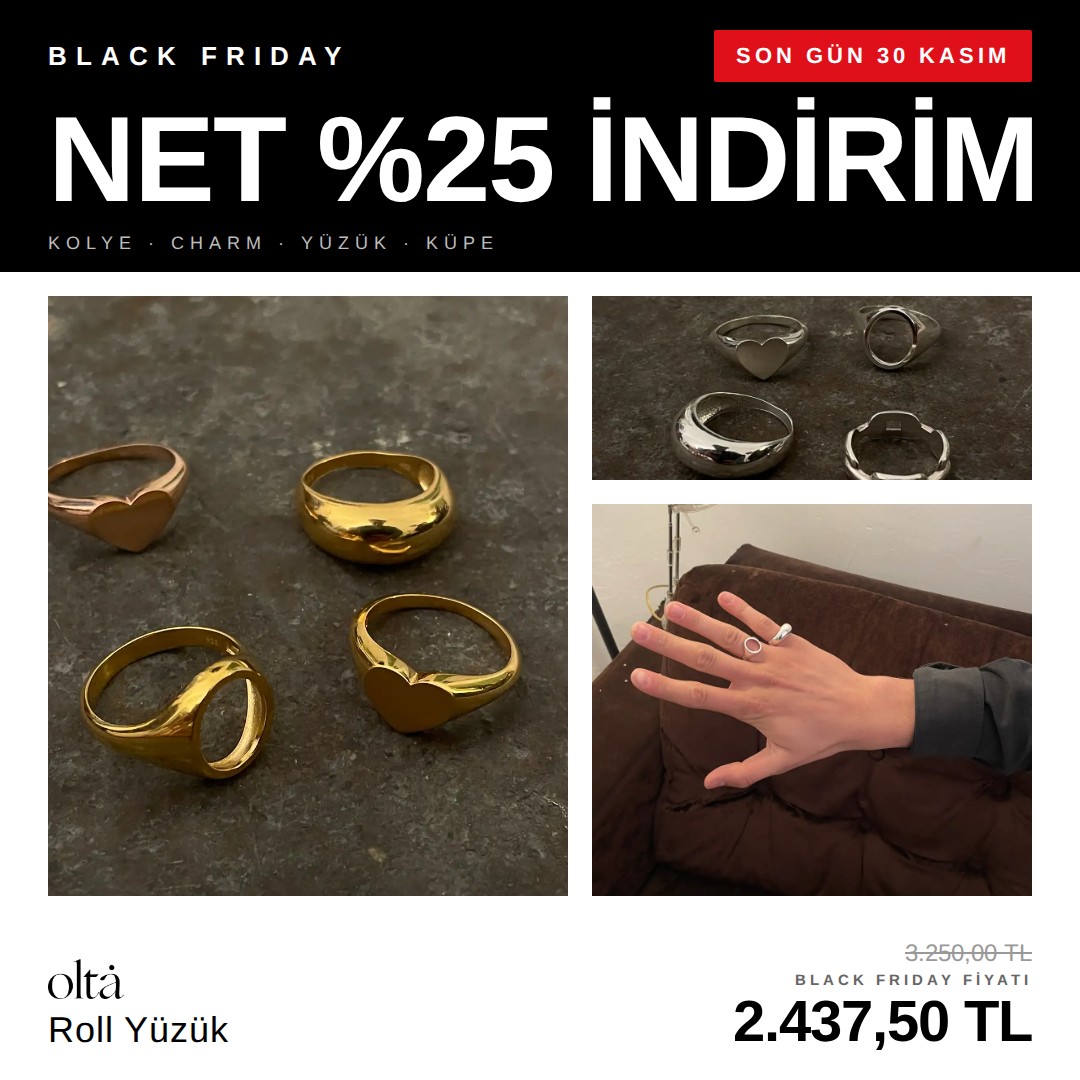 BLACK FRIDAY
SON GÜN 30 KASIM
NET %25 İNDİRİM
KOLYE · CHARM · YÜZÜK · KÜPE
olta
Roll Yüzük
3.250,00 TL
BLACK FRIDAY FİYATI
2.437,50 TL